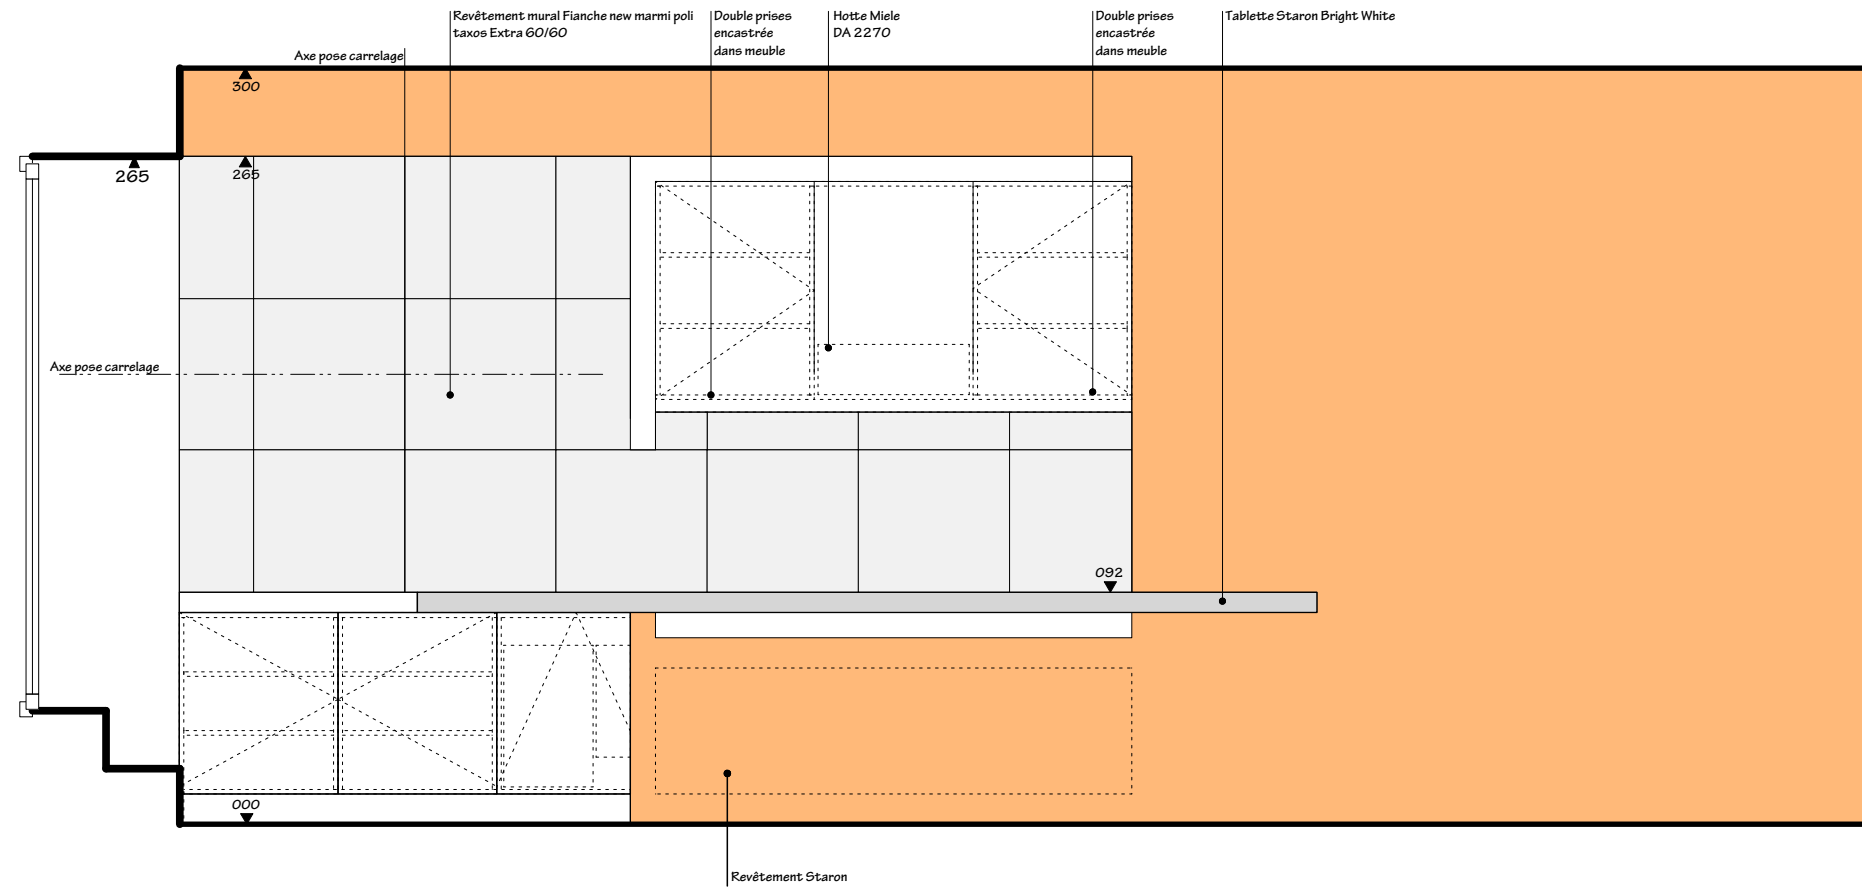 Revêtement mural Fianche new marmi poli
taxos Extra 60/60
Double prises
encastrée
dans meuble
Hotte Miele
DA 2270
Double prises
encastrée
dans meuble
Tablette Staron Bright White
Axe pose carrelage
300
265
265
Axe pose carrelage
092
000
Revêtement Staron